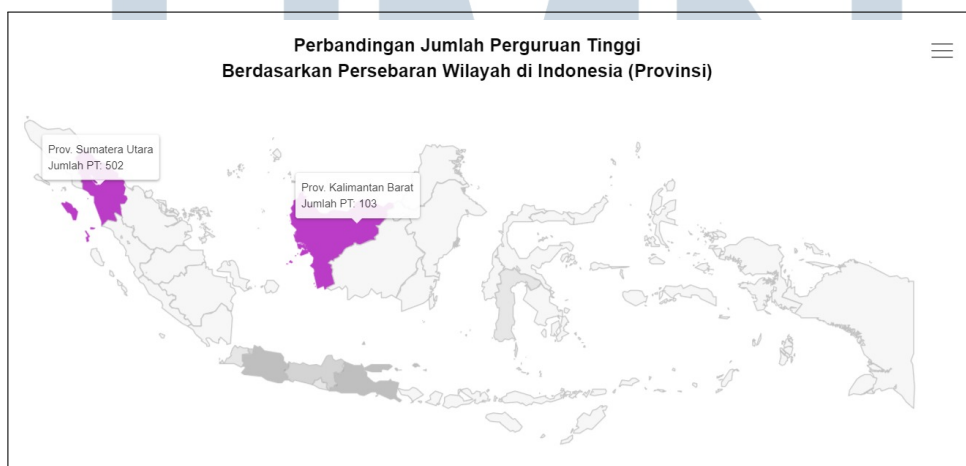 Perbandingan Jumlah Perguruan Tinggi
Berdasarkan Persebaran Wilayah di Indonesia (Provinsi)
Prov. Sumatera Utara
Jumlah PT: 502
Prov. Kalimantan Barat
Jumlah PT: 103